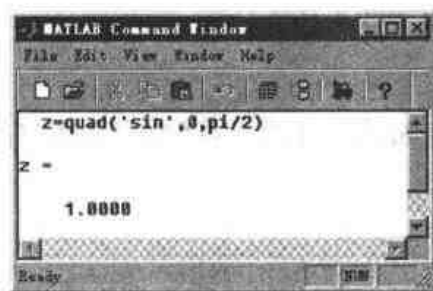 MATLAB Command Window
File Edit View Window Help
z=quad('sin',0,pi/2)
z =
1.0000
Ready NUM